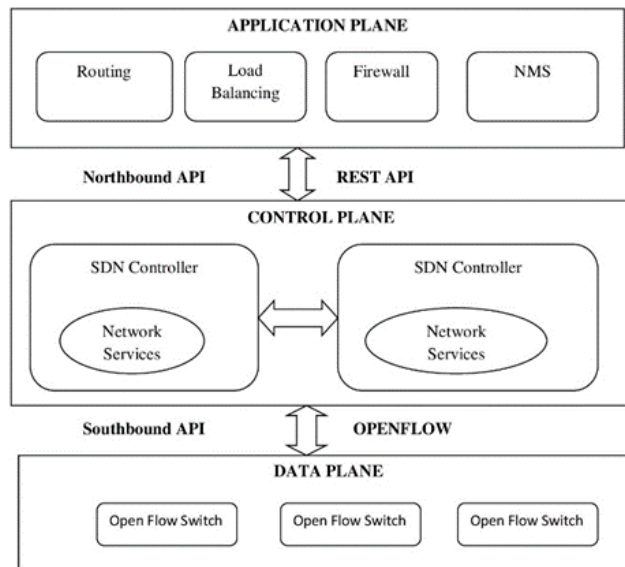 APPLICATION PLANE
Routing
Load
Balancing
Firewall
NMS
Northbound API
REST API
CONTROL PLANE
SDN Controller
Network
Services
SDN Controller
Network
Services
Southbound API
OPENFLOW
DATA PLANE
Open Flow Switch
Open Flow Switch
Open Flow Switch